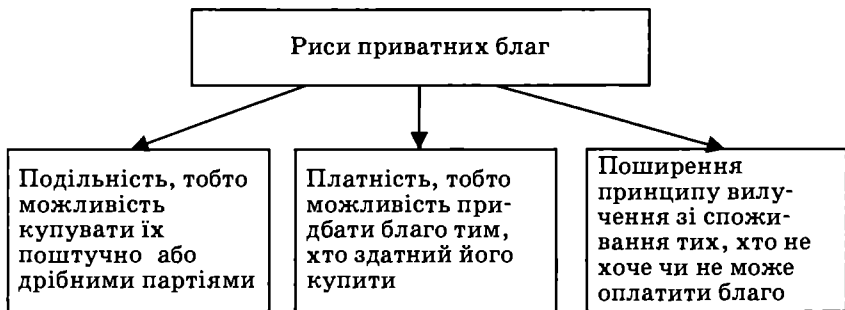 Риси приватних благ
Подільність, тобто
можливість
купувати їх
поштучно або
дрібними партіями
Платність, тобто
можливість при-
дбати благо тим,
хто здатний його
купити
Поширення
принципу вилу-
чення зі спожи-
вання тих, хто не
хоче чи не може
оплатити благо